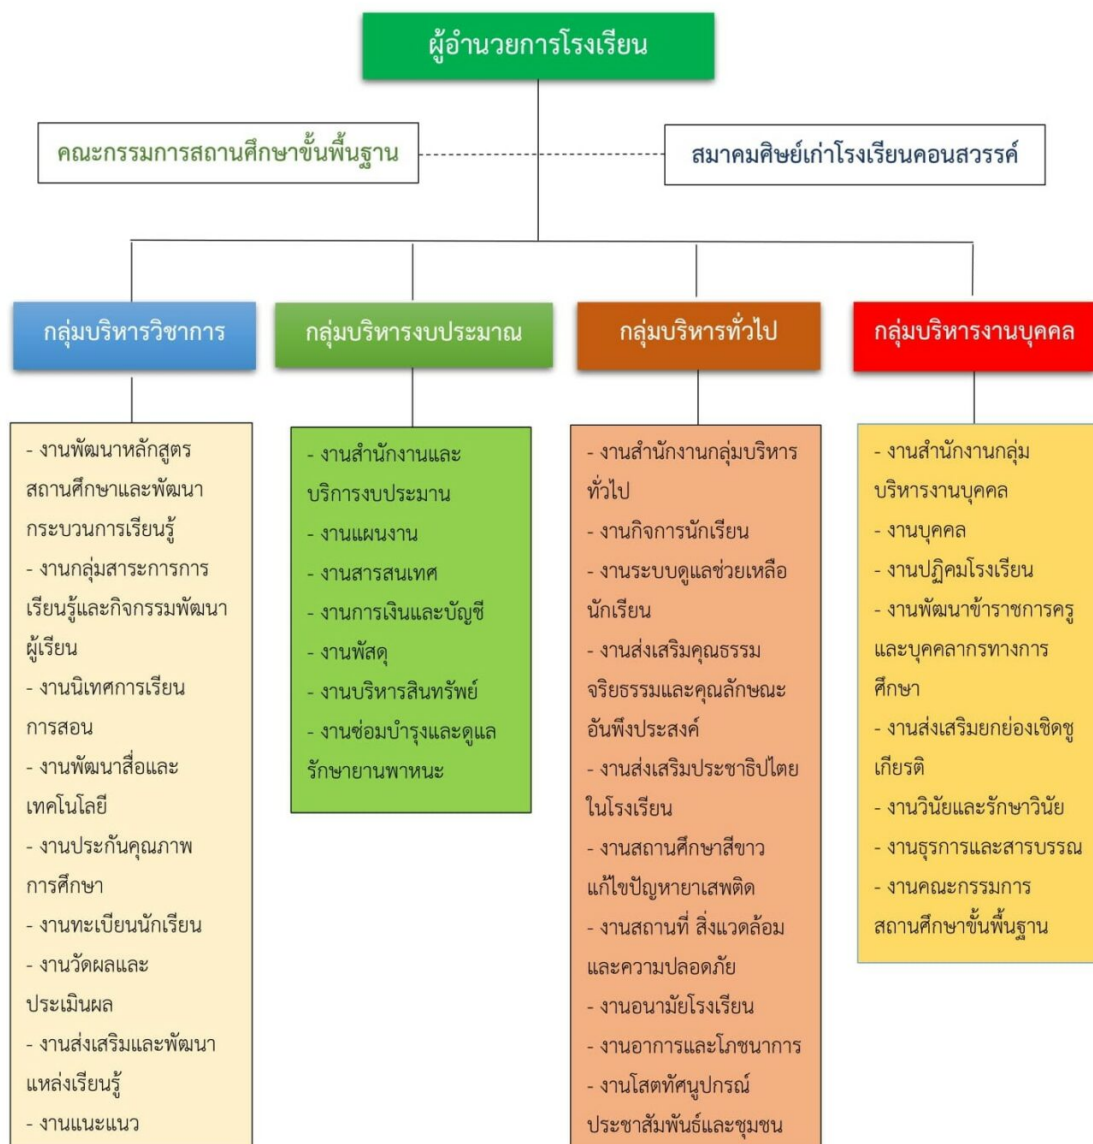 ผู้อำนวยการโรงเรียน
คณะกรรมการสถานศึกษาขั้นพื้นฐาน
สมาคมศิษย์เก่าโรงเรียนคอนสวรรค์
กลุ่มบริหารวิชาการ
กลุ่มบริหารงบประมาณ
กลุ่มบริหารทั่วไป
กลุ่มบริหารงานบุคคล
- งานพัฒนาหลักสูตร
สถานศึกษาและพัฒนา
กระบวนการเรียนรู้
- งานกลุ่มสาระการการ
เรียนรู้และกิจกรรมพัฒนา
ผู้เรียน
- งานนิเทศการเรียน
การสอน
- งานพัฒนาสื่อและ
เทคโนโลยี
- งานประกันคุณภาพ
การศึกษา
- งานทะเบียนนักเรียน
- งานวัดผลและ
ประเมินผล
- งานส่งเสริมและพัฒนา
แหล่งเรียนรู้
- งานแนะแนว
- งานสำนักงานและ
บริการงบประมาน
- งานแผนงาน
- งานสารสนเทศ
- งานการเงินและบัญชี
- งานพัสดุ
- งานบริหารสินทรัพย์
- งานซ่อมบำรุงและดูแล
รักษายานพาหนะ
- งานสำนักงานกลุ่มบริหาร
ทั่วไป
- งานกิจการนักเรียน
- งานระบบดูแลช่วยเหลือ
นักเรียน
- งานส่งเสริมคุณธรรม
จริยธรรมและคุณลักษณะ
อันพึงประสงค์
- งานส่งเสริมประชาธิปไตย
ในโรงเรียน
- งานสถานศึกษาสีขาว
แก้ไขปัญหายาเสพติด
- งานสถานที่ สิ่งแวดล้อม
และความปลอดภัย
- งานอนามัยโรงเรียน
- งานอาการและโภชนาการ
- งานโสตทัศนูปกรณ์
ประชาสัมพันธ์และชุมชน
- งานสำนักงานกลุ่ม
บริหารงานบุคคล
- งานบุคคล
- งานปฏิคมโรงเรียน
- งานพัฒนาข้าราชการครู
และบุคคลากรทางการ
ศึกษา
- งานส่งเสริมยกย่องเชิดชู
เกียรติ
- งานวินัยและรักษาวินัย
- งานธุรการและสารบรรณ
- งานคณะกรรมการ
สถานศึกษาขั้นพื้นฐาน